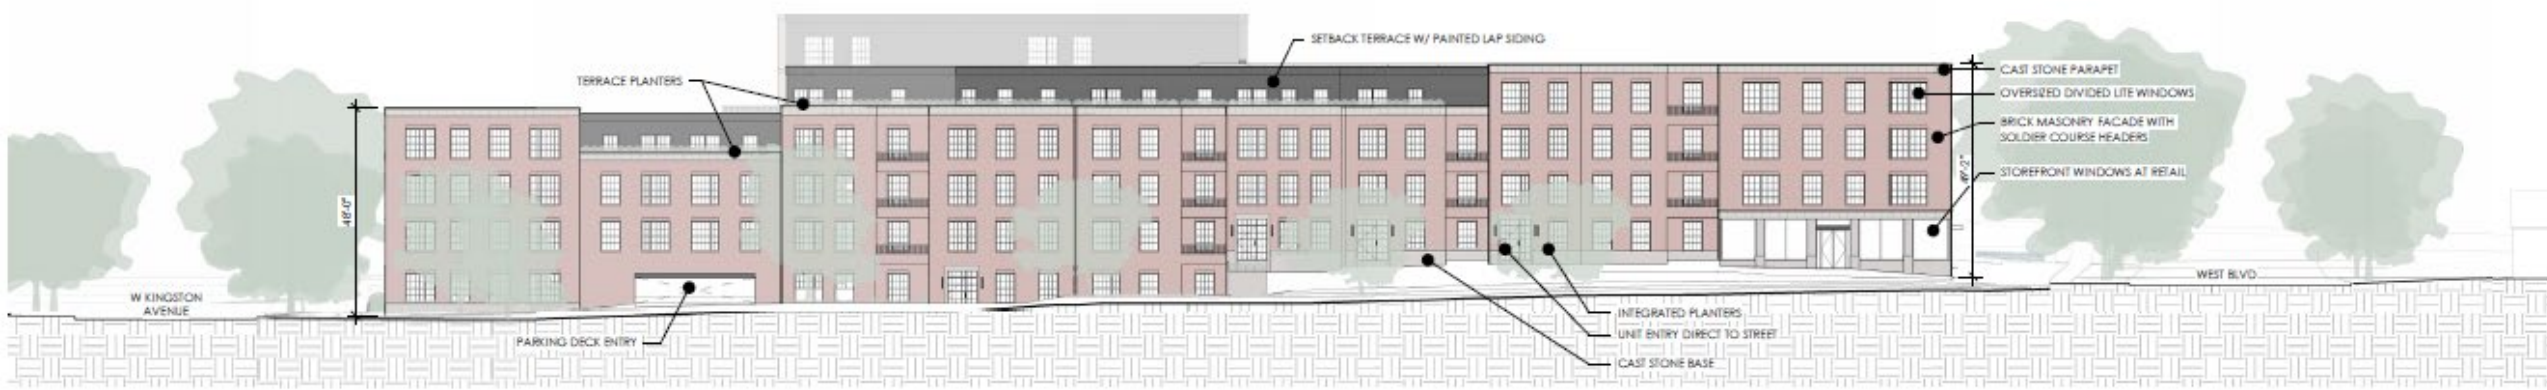 SETBACK TERRACE W/ PAINTED LAP SIDING
TERRACE PLANTERS
CAST STONE PARAPET
OVERSIZED DIVIDED LITE WINDOWS
BRICK MASONRY FACADE WITH
SOLDIER COURSE HEADERS
STOREFRONT WINDOWS AT RETAIL
W KINGSTON
AVENUE
WEST BLVD
INTEGRATED PLANTERS
UNIT ENTRY DIRECT TO STREET
PARKING DECK ENTRY
CAST STONE BASE